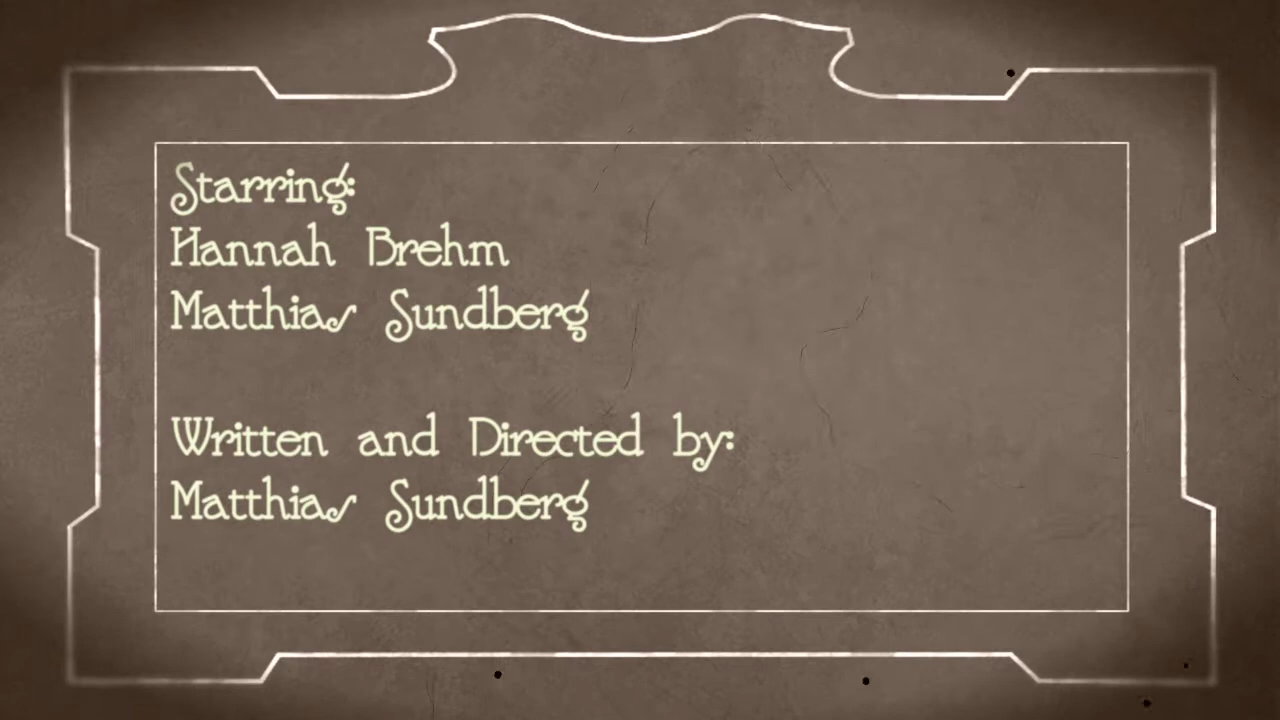 Starring:
Hannah Brehm
Matthias Sundberg
Written and Directed by:
Matthias Sundberg